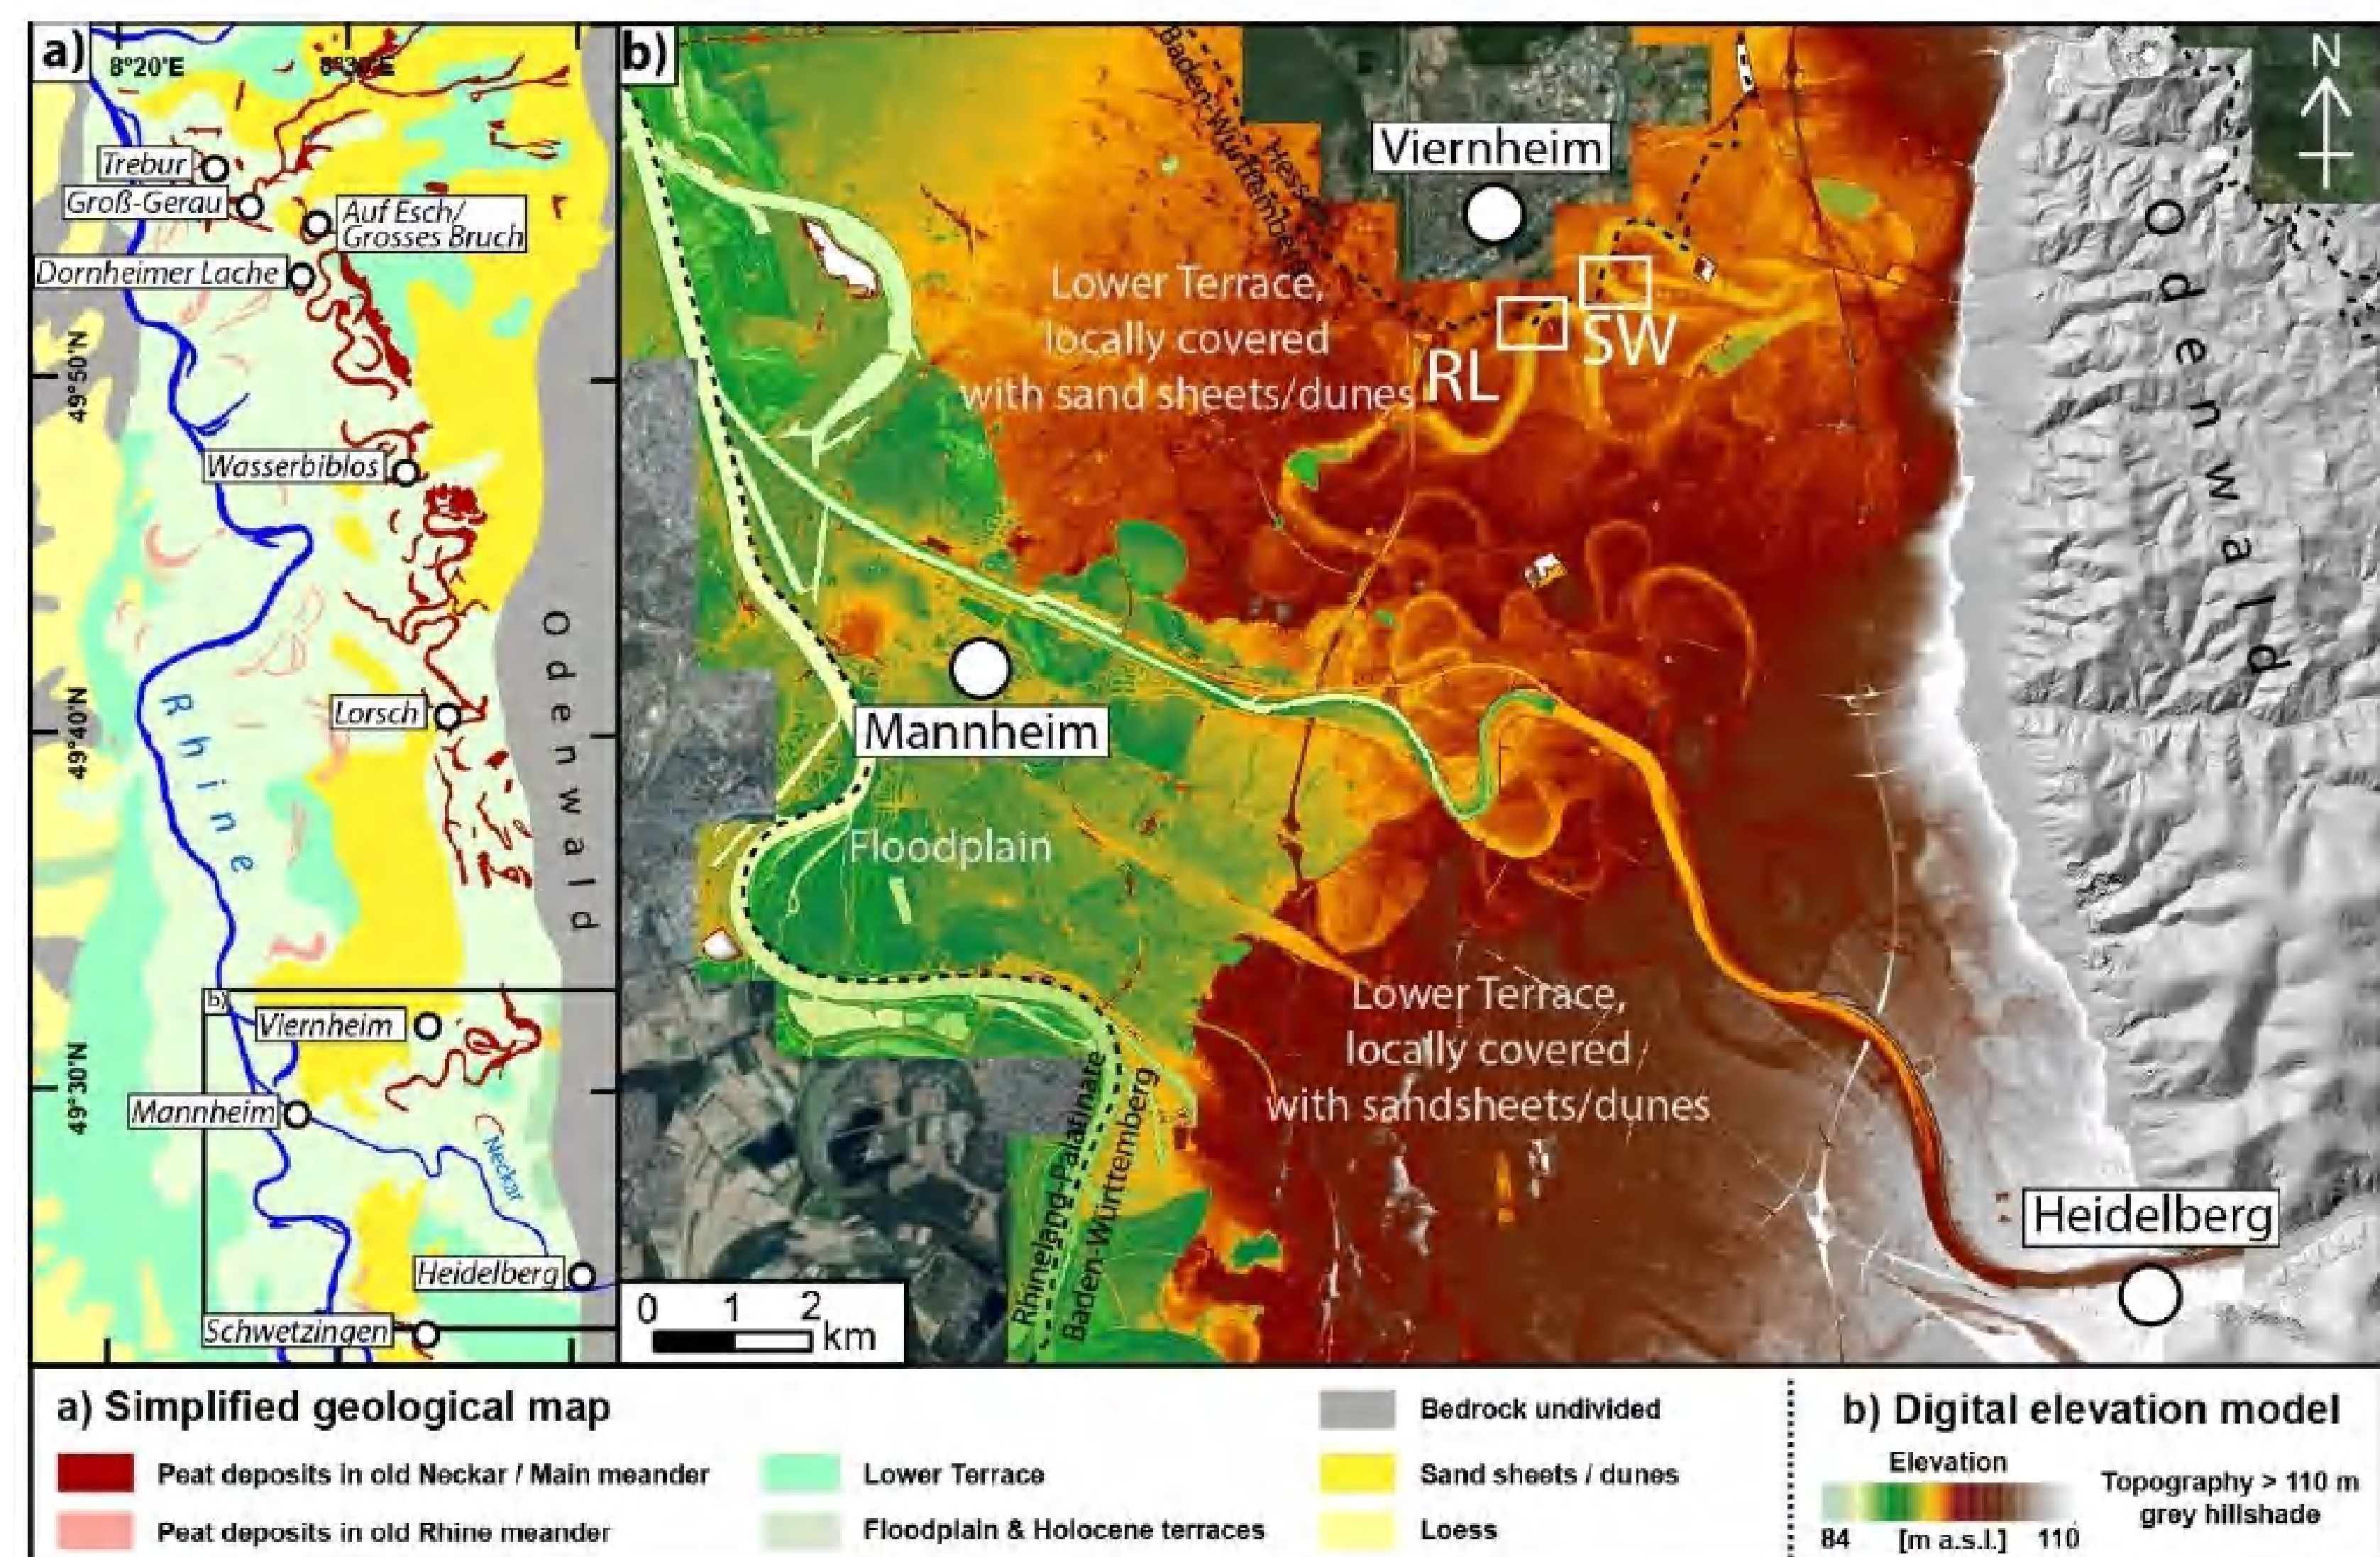 a)
8°20'E
8°30'E
Trebur
Groß-Gerau
Auf Esch/
Grosses Bruch
Dornheimer Lache
49°50'N
Wasserbiblos
Odenwald
Lorsch
49°40'N
Rhine
b)
Viernheim
49°30'N
Mannheim
Neckar
Heidelberg
Schwetzingen
b)
Baden-Württemberg
Hessen
Viernheim
N
Odenwald
Lower Terrace,
locally covered
with sand sheets/dunes
RL
SW
Mannheim
Floodplain
Lower Terrace,
locally covered
with sandsheets/dunes
Rhineland-Palatinate
Baden-Württemberg
Heidelberg
0 1 2
km
a) Simplified geological map
Peat deposits in old Neckar / Main meander
Peat deposits in old Rhine meander
Lower Terrace
Floodplain & Holocene terraces
Bedrock undivided
Sand sheets / dunes
Loess
b) Digital elevation model
Elevation
84 [m a.s.l.] 110
Topography > 110 m
grey hillshade